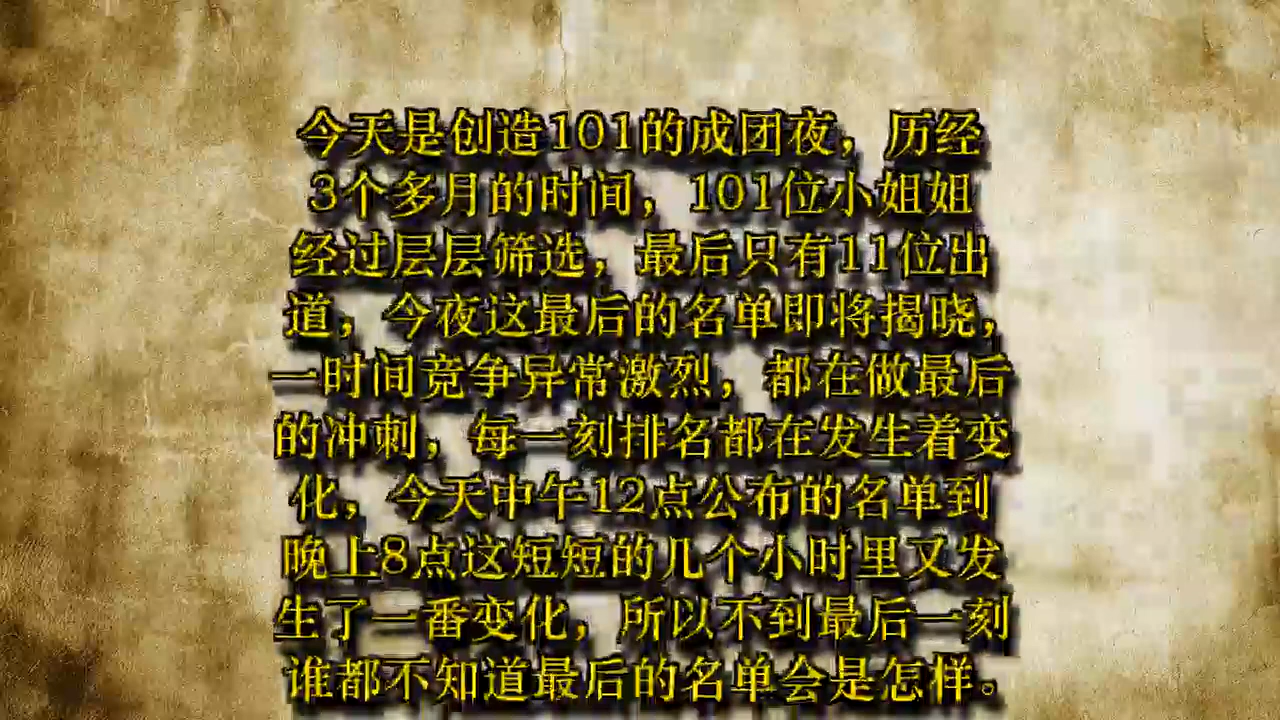 今天是创造101的成团夜，历经
3个多月的时间，101位小姐姐
经过层层筛选，最后只有11位出
道，今夜这最后的名单即将揭晓，
一时间竞争异常激烈，都在做最后
的冲刺，每一刻排名都在发生着变
化，今天中午12点公布的名单到
晚上8点这短短的几个小时里又发
生了一番变化，所以不到最后一刻
谁都不知道最后的名单会是怎样。